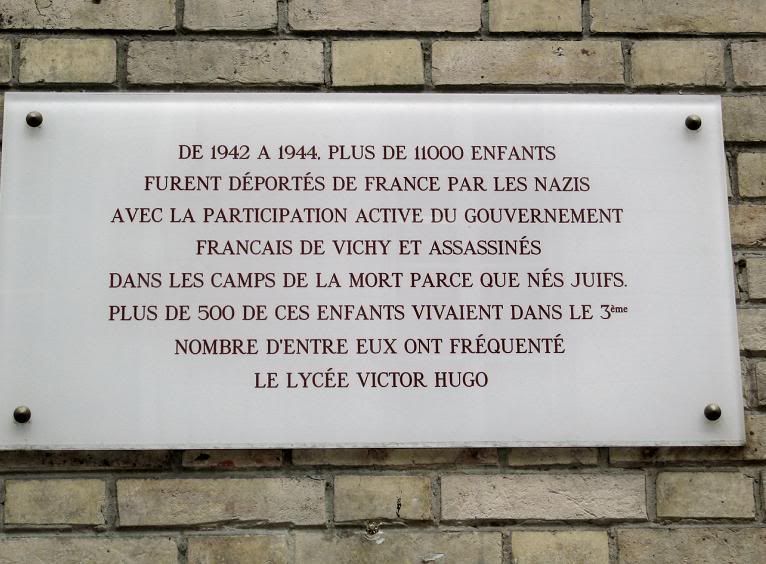 DE 1942 A 1944, PLUS DE 11000 ENFANTS
FURENT DÉPORTÉS DE FRANCE PAR LES NAZIS
AVEC LA PARTICIPATION ACTIVE DU GOUVERNEMENT
FRANCAIS DE VICHY ET ASSASSINÉS
DANS LES CAMPS DE LA MORT PARCE QUE NÉS JUIFS.
PLUS DE 500 DE CES ENFANTS VIVAIENT DANS LE 3ème
NOMBRE D'ENTRE EUX ONT FRÉQUENTÉ
LE LYCÉE VICTOR HUGO